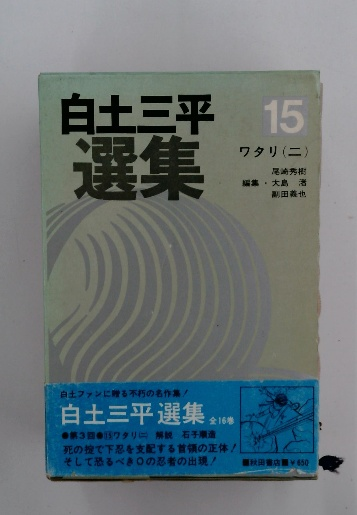 白土三平
選集
15
ワタリ(二)
尾崎秀樹
編集・大島 渚
副田義也
白土ファンに贈る不朽の名作集!
白土三平選集 全16巻
●第3回●⑮ワタリ二 解説 石子順造
死の掟で下忍を支配する首領の正体!
そして恐るべき0の忍者の出現!
■秋田書店■¥650